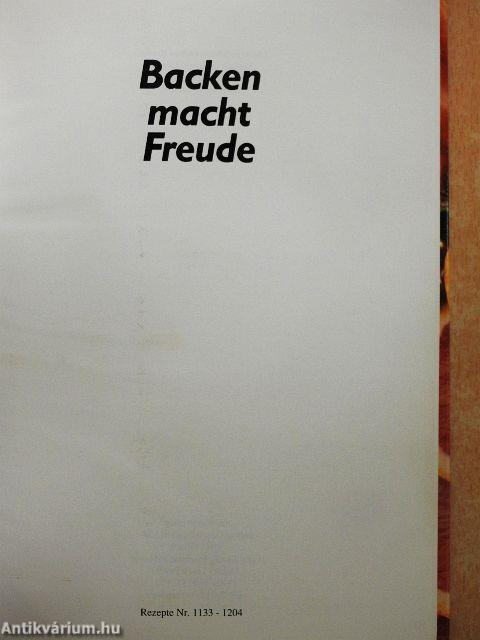 Backen
macht
Freude
Rezepte Nr. 1133 - 1204
Antikvárium.hu